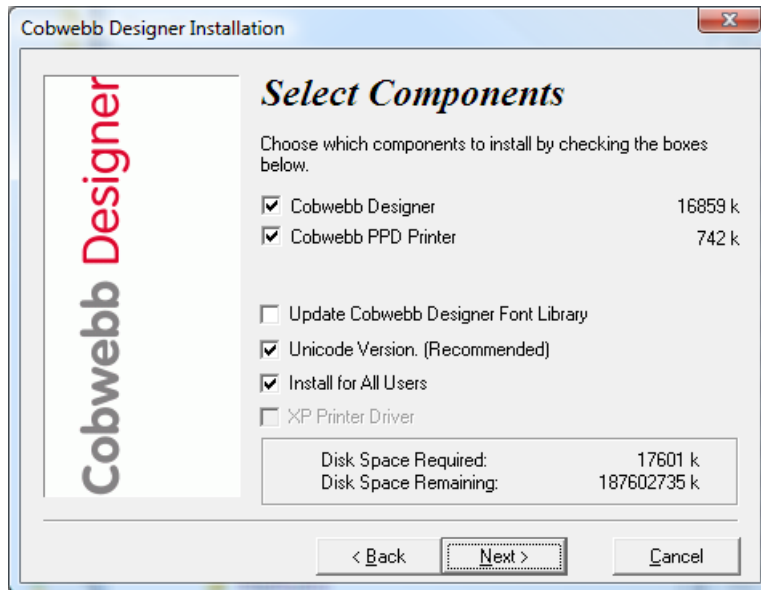 Cobwebb Designer Installation
Cobwebb Designer
Select Components
Choose which components to install by checking the boxes
below.
Cobwebb Designer 16859 k
Cobwebb PPD Printer 742 k
Update Cobwebb Designer Font Library
Unicode Version. (Recommended)
Install for All Users
XP Printer Driver
Disk Space Required: 17601 k
Disk Space Remaining: 187602735 k
< Back Next > Cancel